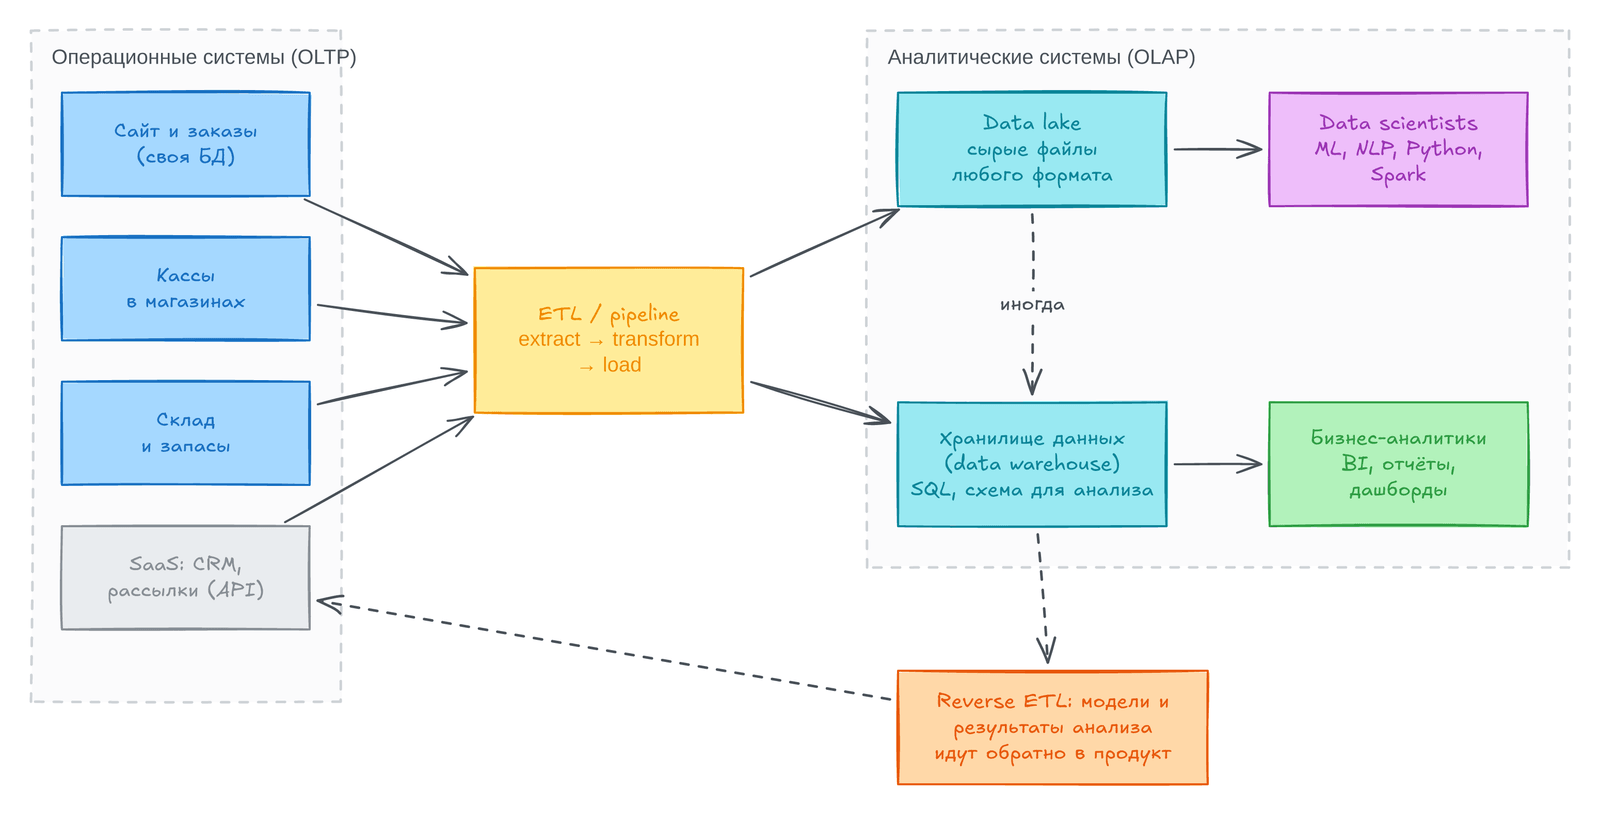 Операционные системы (OLTP)
Сайт и заказы
(своя БД)
Кассы
в магазинах
Склад
и запасы
SaaS: CRM,
рассылки (API)
ETL / pipeline
extract → transform
→ load
Аналитические системы (OLAP)
Data lake
сырые файлы
любого формата
Data scientists
ML, NLP, Python,
Spark
иногда
Хранилище данных
(data warehouse)
SQL, схема для анализа
Бизнес-аналитики
BI, отчёты,
дашборды
Reverse ETL: модели и
результаты анализа
идут обратно в продукт